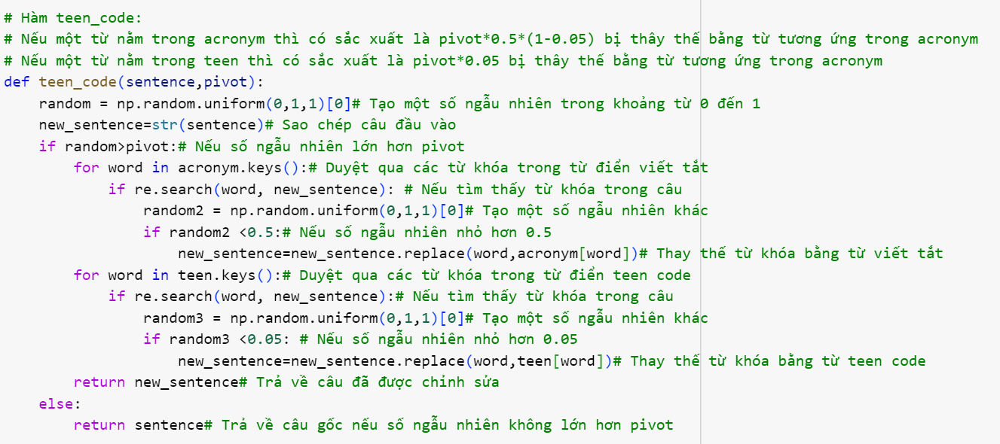 # Hàm teen_code:
# Nếu một từ nằm trong acronym thì có sắc xuất là pivot*0.5*(1-0.05) bị thây thế bằng từ tương ứng trong acronym
# Nếu một từ nằm trong teen thì có sắc xuất là pivot*0.05 bị thây thế bằng từ tương ứng trong acronym
def teen_code(sentence,pivot):
    random = np.random.uniform(0,1,1)[0]# Tạo một số ngẫu nhiên trong khoảng từ 0 đến 1
    new_sentence=str(sentence)# Sao chép câu đầu vào
    if random>pivot:# Nếu số ngẫu nhiên lớn hơn pivot
        for word in acronym.keys():# Duyệt qua các từ khóa trong từ điển viết tắt
            if re.search(word, new_sentence): # Nếu tìm thấy từ khóa trong câu
                random2 = np.random.uniform(0,1,1)[0]# Tạo một số ngẫu nhiên khác
                if random2 <0.5:# Nếu số ngẫu nhiên nhỏ hơn 0.5
                    new_sentence=new_sentence.replace(word,acronym[word])# Thay thế từ khóa bằng từ viết tắt
        for word in teen.keys():# Duyệt qua các từ khóa trong từ điển teen code
            if re.search(word, new_sentence):# Nếu tìm thấy từ khóa trong câu
                random3 = np.random.uniform(0,1,1)[0]# Tạo một số ngẫu nhiên khác
                if random3 <0.05: # Nếu số ngẫu nhiên nhỏ hơn 0.05
                    new_sentence=new_sentence.replace(word,teen[word])# Thay thế từ khóa bằng từ teen code
        return new_sentence# Trả về câu đã được chỉnh sửa
    else:
        return sentence# Trả về câu gốc nếu số ngẫu nhiên không lớn hơn pivot